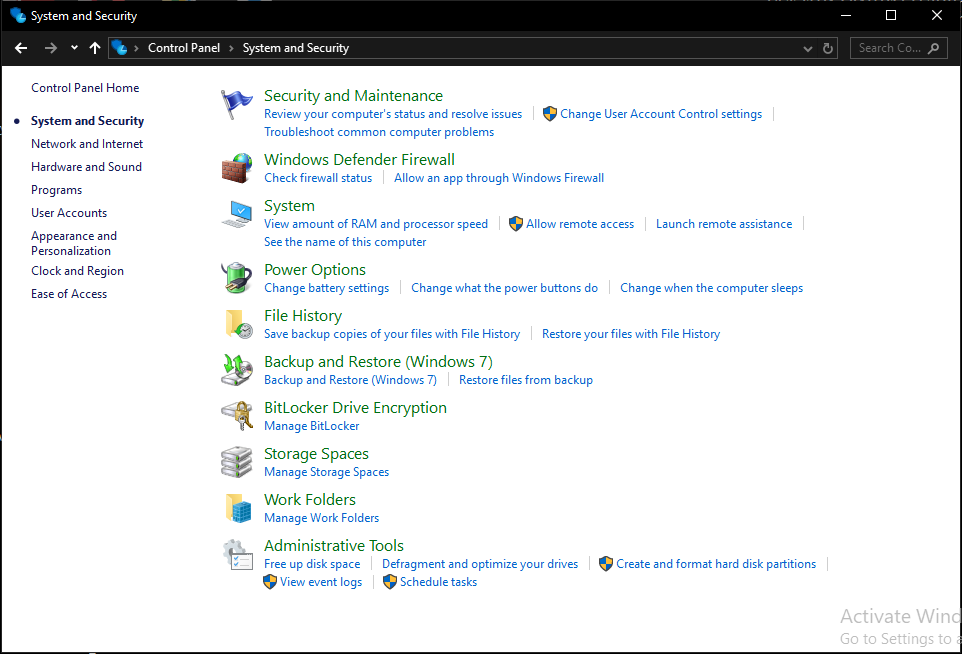 System and Security
Control Panel System and Security
Search Co...
Control Panel Home
System and Security
Network and Internet
Hardware and Sound
Programs
User Accounts
Appearance and
Personalization
Clock and Region
Ease of Access
Security and Maintenance
Review your computer's status and resolve issues Change User Account Control settings
Troubleshoot common computer problems
Windows Defender Firewall
Check firewall status Allow an app through Windows Firewall
System
View amount of RAM and processor speed Allow remote access Launch remote assistance
See the name of this computer
Power Options
Change battery settings Change what the power buttons do Change when the computer sleeps
File History
Save backup copies of your files with File History Restore your files with File History
Backup and Restore (Windows 7)
Backup and Restore (Windows 7) Restore files from backup
BitLocker Drive Encryption
Manage BitLocker
Storage Spaces
Manage Storage Spaces
Work Folders
Manage Work Folders
Administrative Tools
Free up disk space Defragment and optimize your drives Create and format hard disk partitions
View event logs Schedule tasks
Activate Wind
Go to Settings to a